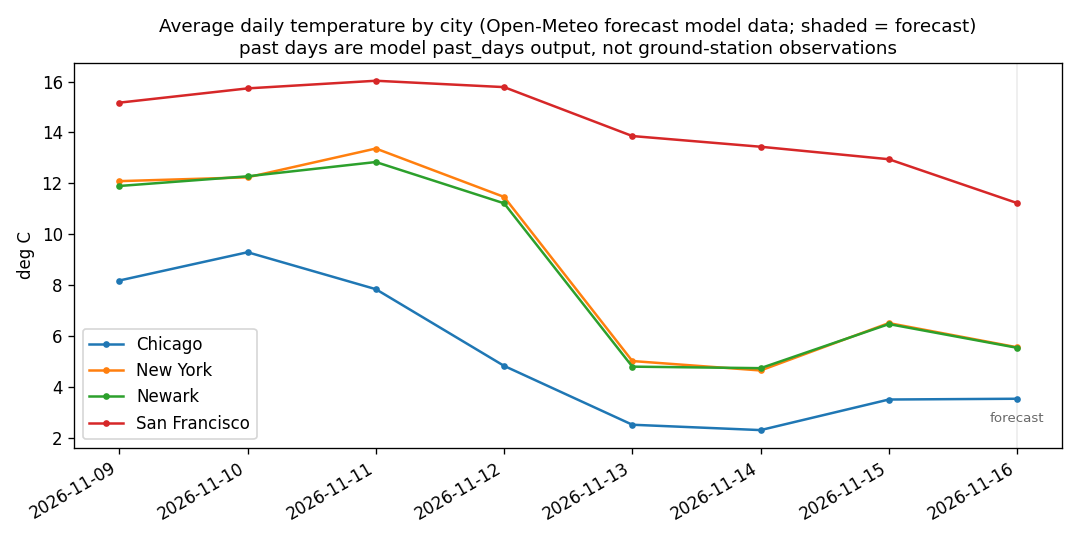 Average daily temperature by city (Open-Meteo forecast model data; shaded = forecast)
past days are model past_days output, not ground-station observations
deg C
16
14
12
10
8
6
4
2
Chicago
New York
Newark
San Francisco
forecast
2026-11-09
2026-11-10
2026-11-11
2026-11-12
2026-11-13
2026-11-14
2026-11-15
2026-11-16